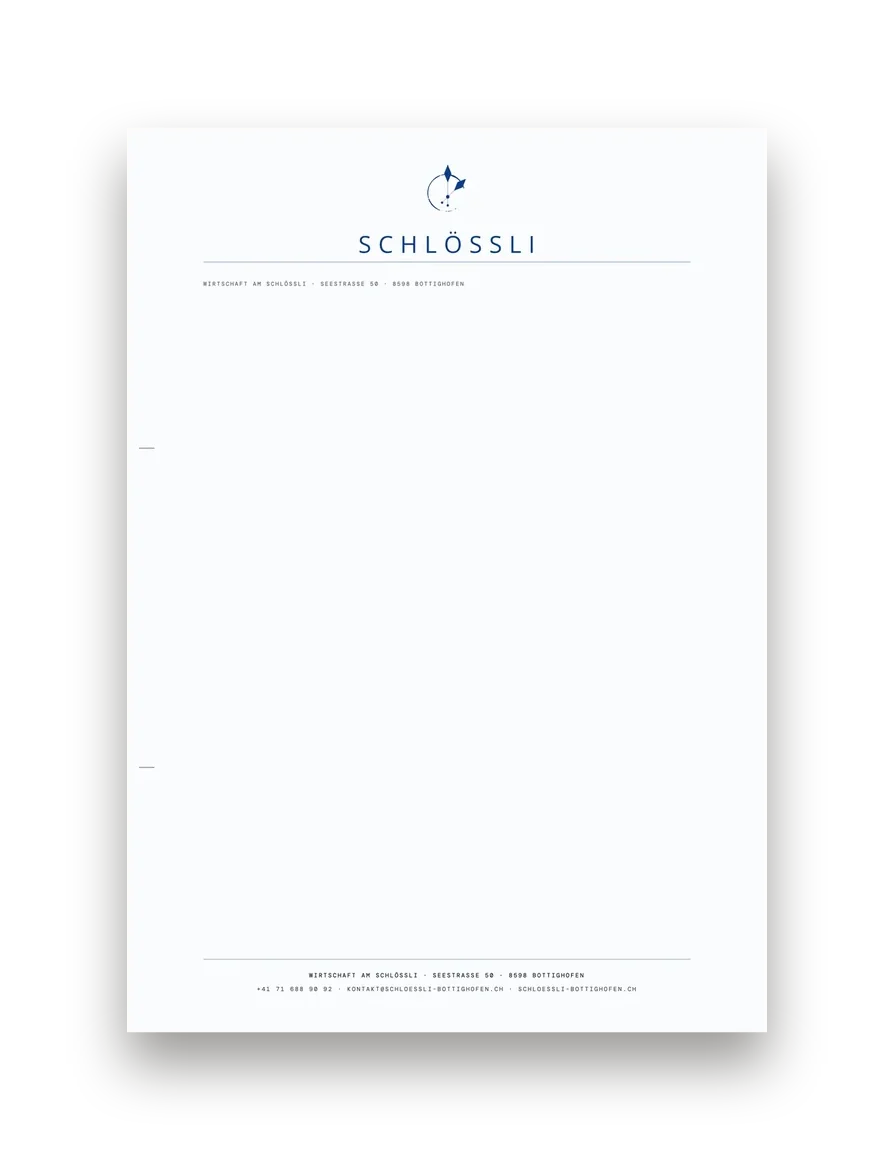 SCHLÖSSLI
WIRTSCHAFT AM SCHLÖSSLI · SEESTRASSE 50 · 8598 BOTTIGHOFEN
WIRTSCHAFT AM SCHLÖSSLI · SEESTRASSE 50 · 8598 BOTTIGHOFEN
+41 71 688 90 92 · KONTAKT@SCHLOESSLI-BOTTIGHOFEN.CH · SCHLOESSLI-BOTTIGHOFEN.CH